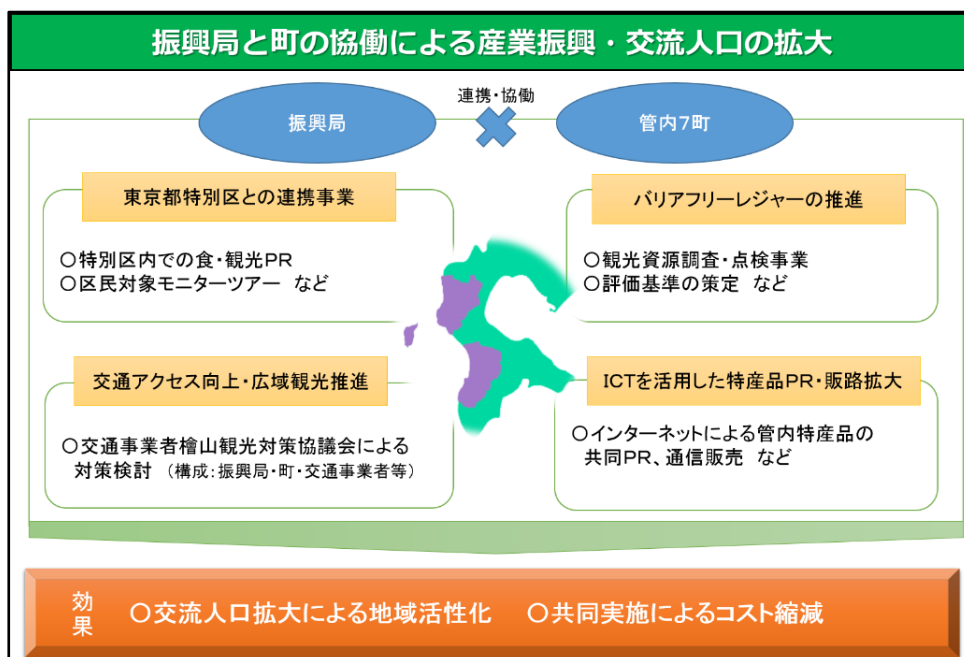 振興局と町の協働による産業振興・交流人口の拡大
連携・協働
振興局
管内7町
東京都特別区との連携事業
○特別区内での食・観光PR
○区民対象モニターツアー など
バリアフリーレジャーの推進
○観光資源調査・点検事業
○評価基準の策定 など
交通アクセス向上・広域観光推進
○交通事業者檜山観光対策協議会による
対策検討 (構成:振興局・町・交通事業者等)
ICTを活用した特産品PR・販路拡大
○インターネットによる管内特産品の
共同PR、通信販売 など
効果
○交流人口拡大による地域活性化 ○共同実施によるコスト縮減